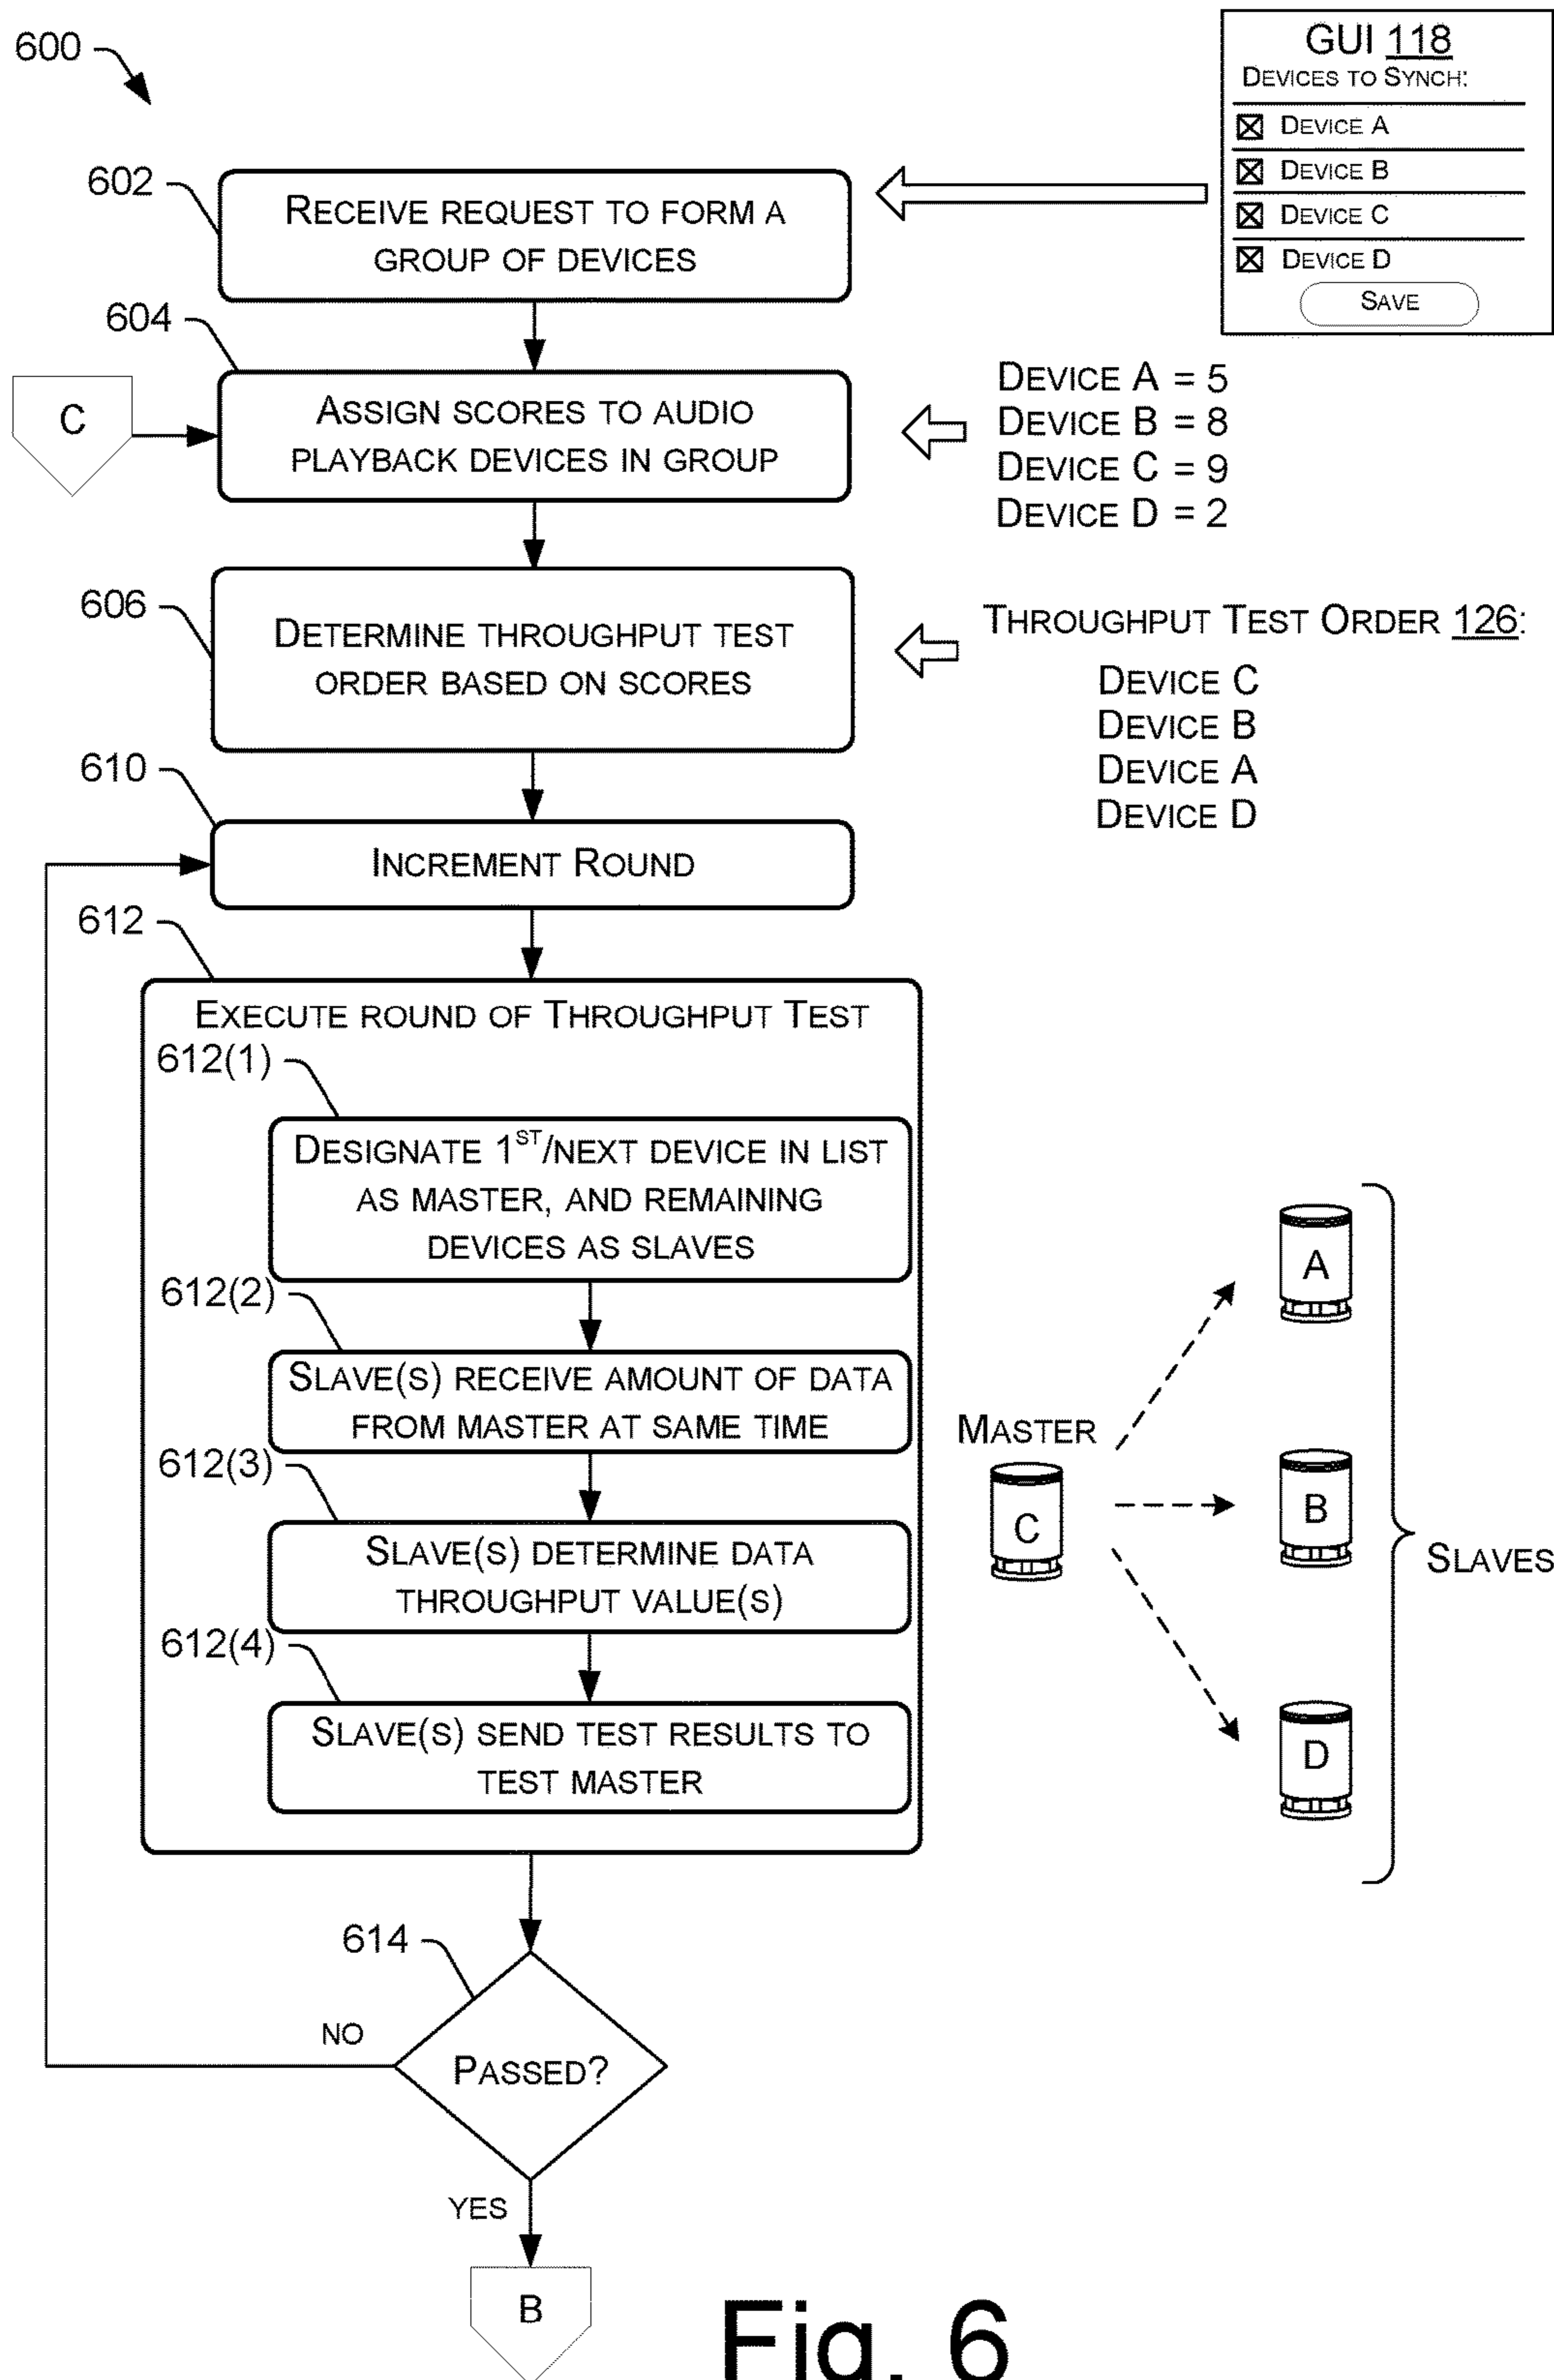 600
GUI 118
DEVICES TO SYNCH:
DEVICE A
DEVICE B
DEVICE C
DEVICE D
SAVE
602
RECEIVE REQUEST TO FORM A
GROUP OF DEVICES
604
C
ASSIGN SCORES TO AUDIO
PLAYBACK DEVICES IN GROUP
DEVICE A = 5
DEVICE B = 8
DEVICE C = 9
DEVICE D = 2
606
DETERMINE THROUGHPUT TEST
ORDER BASED ON SCORES
THROUGHPUT TEST ORDER 126:
DEVICE C
DEVICE B
DEVICE A
DEVICE D
610
INCREMENT ROUND
612
EXECUTE ROUND OF THROUGHPUT TEST
612(1)
DESIGNATE 1ST/NEXT DEVICE IN LIST
AS MASTER, AND REMAINING
DEVICES AS SLAVES
612(2)
SLAVE(S) RECEIVE AMOUNT OF DATA
FROM MASTER AT SAME TIME
612(3)
SLAVE(S) DETERMINE DATA
THROUGHPUT VALUE(S)
612(4)
SLAVE(S) SEND TEST RESULTS TO
TEST MASTER
MASTER
C
A
B
D
SLAVES
614
PASSED?
NO
YES
B
Fig. 6